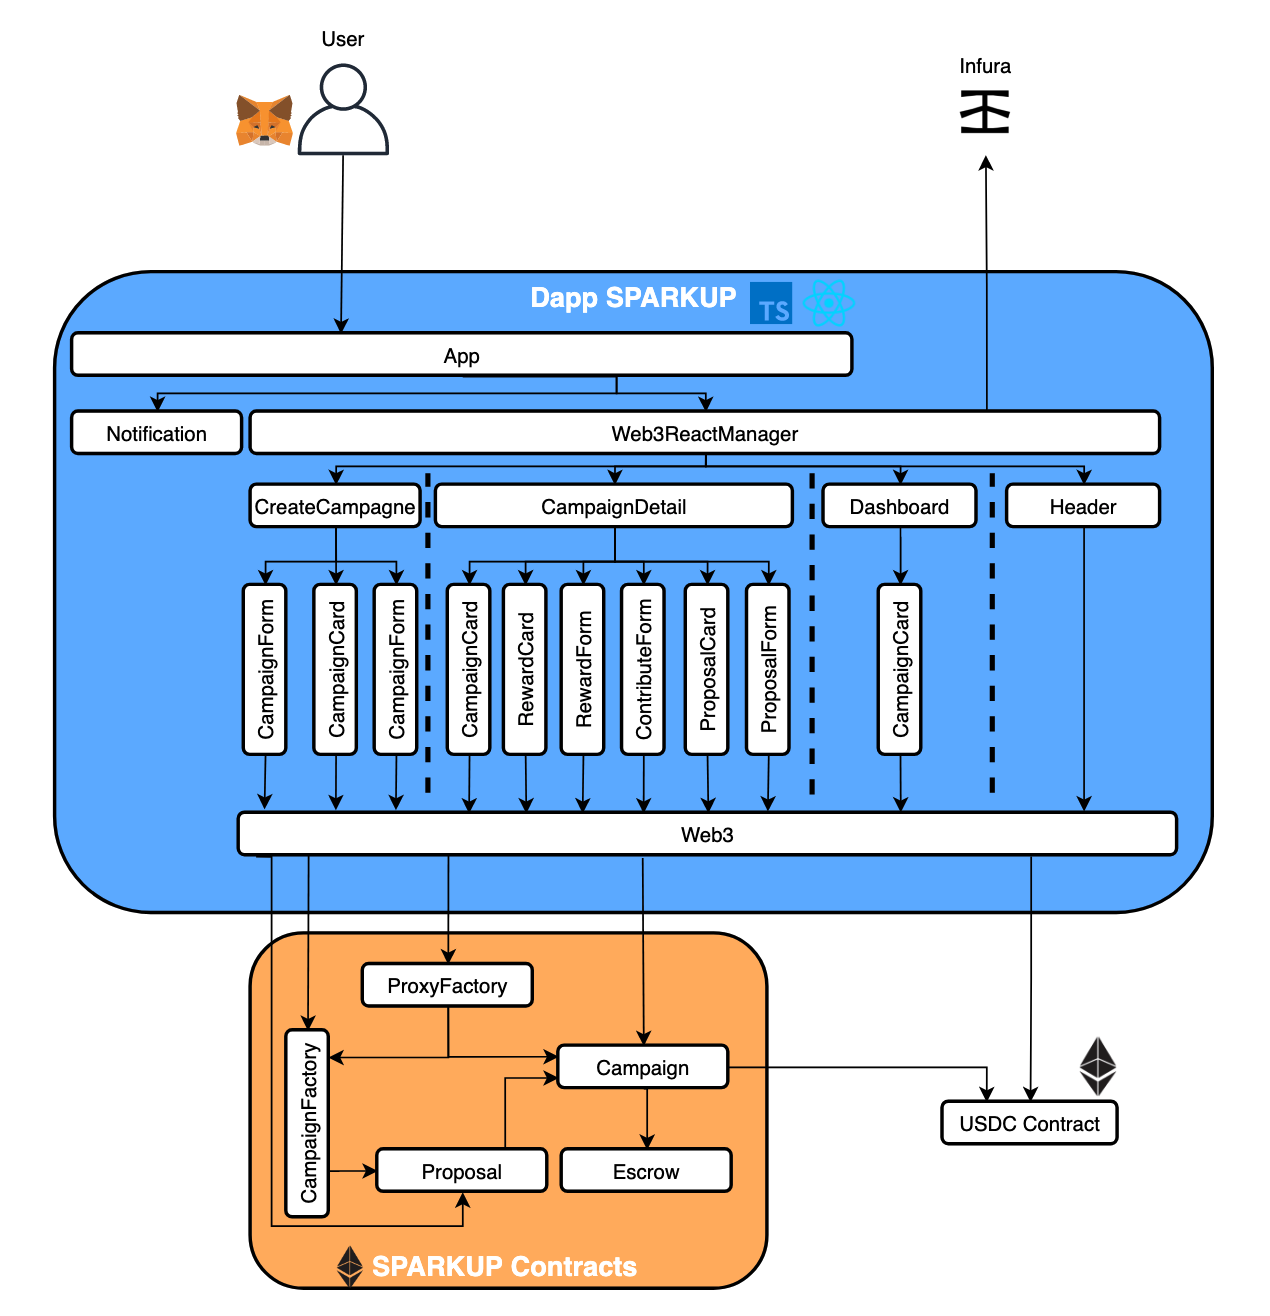 User
Infura
Dapp SPARKUP
TS
App
Notification
Web3ReactManager
CreateCampagne
CampaignDetail
Dashboard
Header
CampaignForm
CampaignCard
CampaignForm
CampaignCard
RewardCard
RewardForm
ContributeForm
ProposalCard
ProposalForm
CampaignCard
Web3
ProxyFactory
CampaignFactory
Campaign
USDC Contract
Proposal
Escrow
SPARKUP Contracts